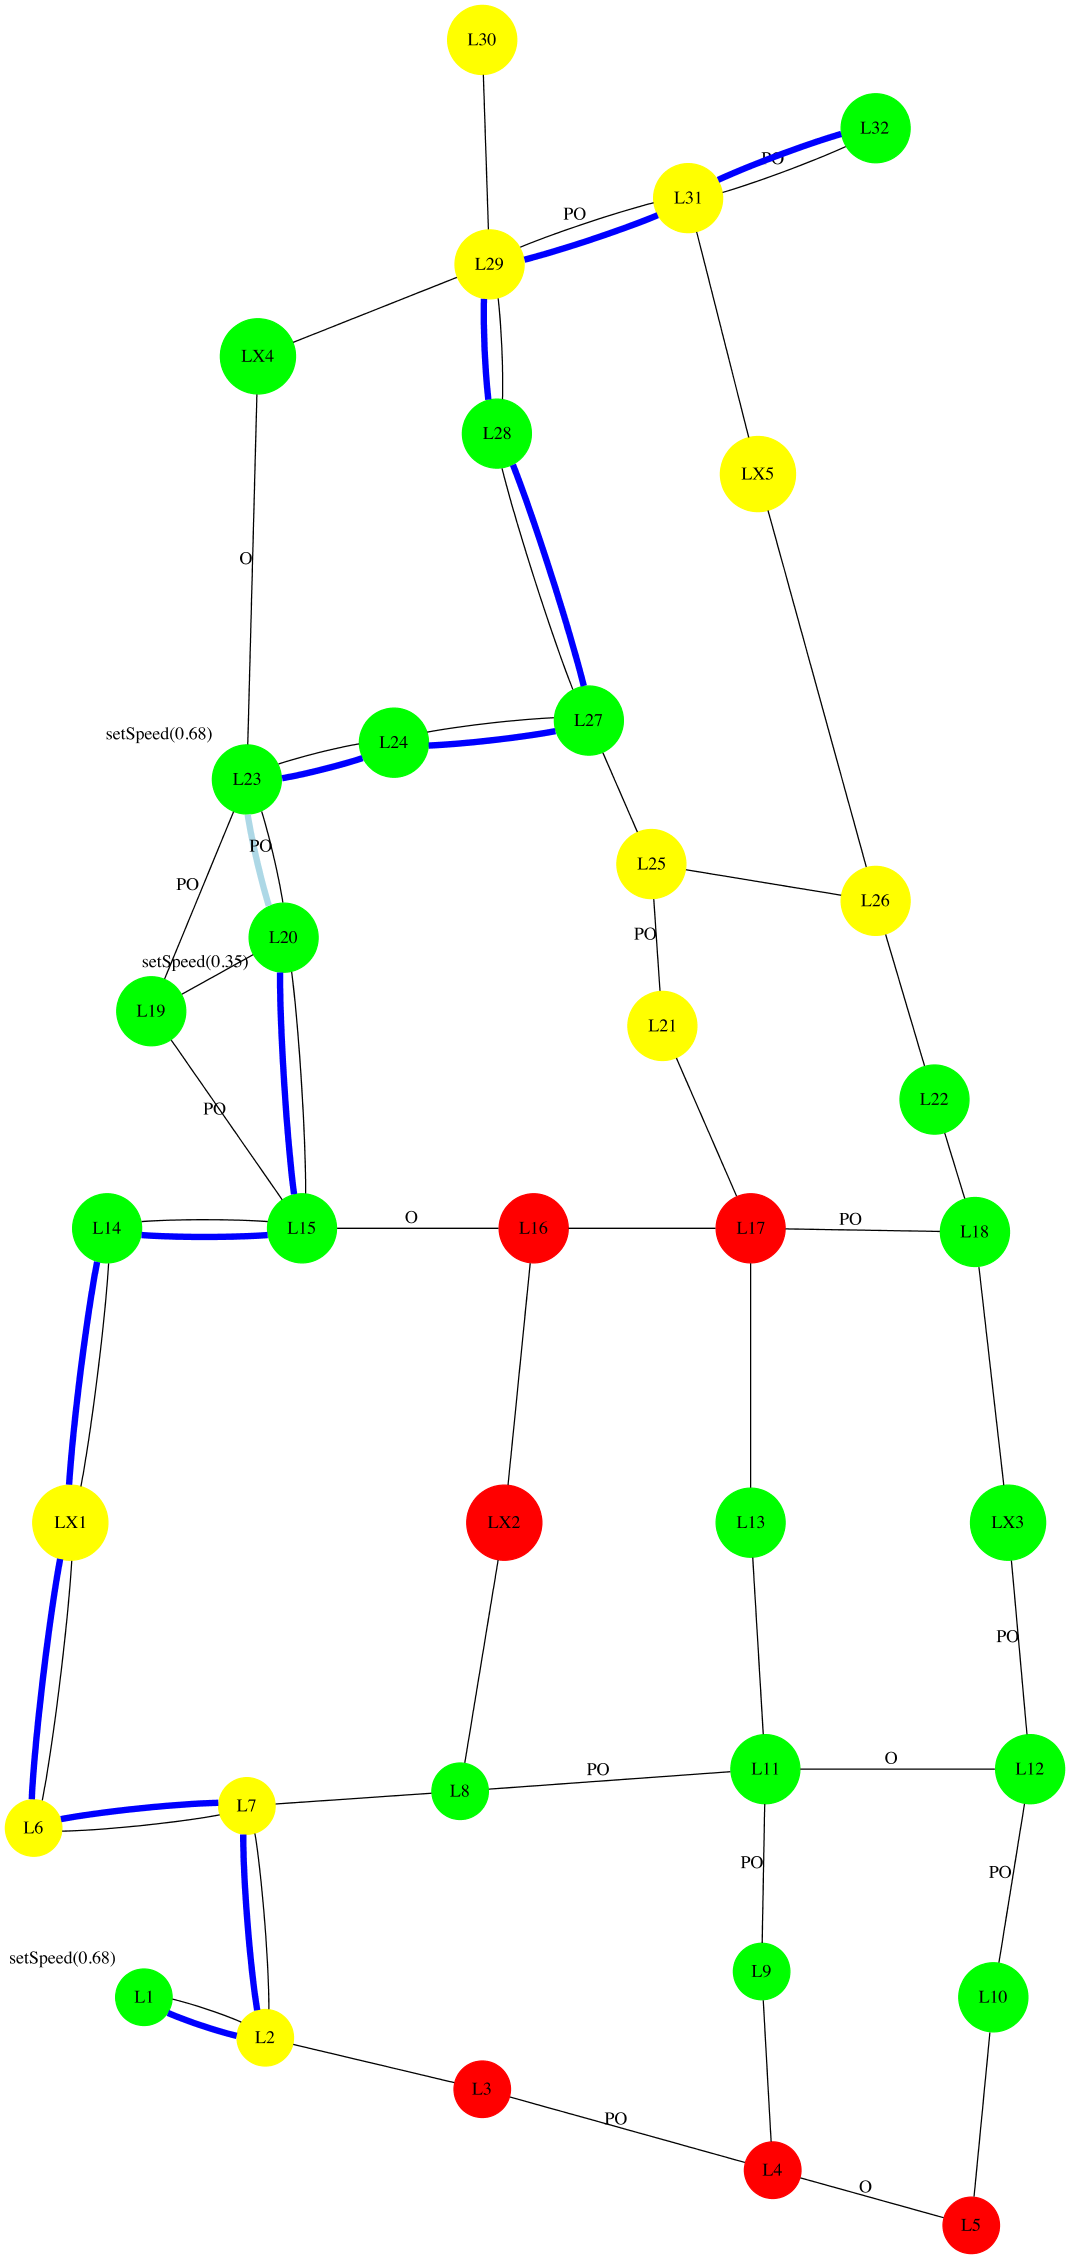 L30
L32
PO
L31
PO
L29
LX4
L28
LX5
O
L27
setSpeed(0.68)
L24
L23
PO
L25
PO
L26
PO
L20
setSpeed(0.35)
L19
L21
L22
PO
O
PO
L14
L15
L16
L17
L18
LX1
LX2
L13
LX3
PO
O
PO
L11
L12
L8
L7
L6
PO
PO
setSpeed(0.68)
L9
L1
L10
L2
L3
PO
L4
O
L5